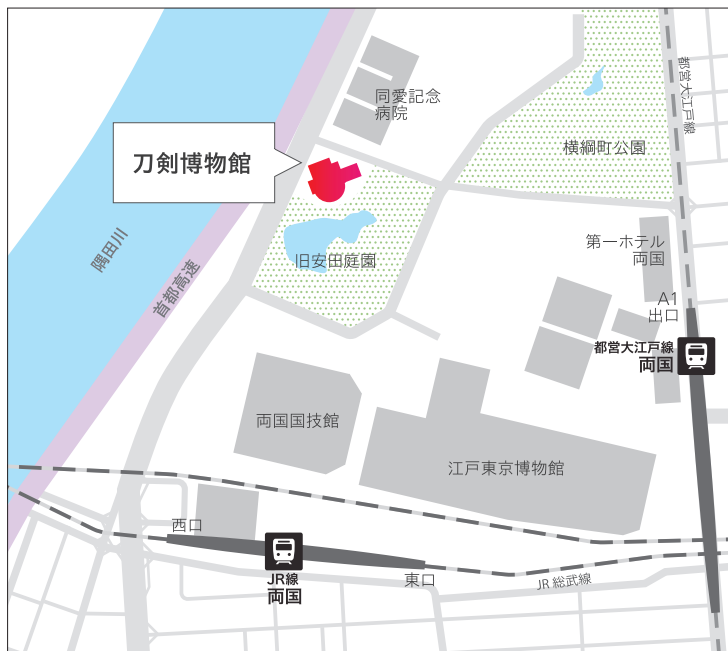 都営大江戸線
同愛記念
病院
横綱町公園
刀剣博物館
隅田川
首都高速
旧安田庭園
第一ホテル
両国
A1
出口
都営大江戸線
両国
両国国技館
江戸東京博物館
西口
JR線
両国
東口
JR 総武線